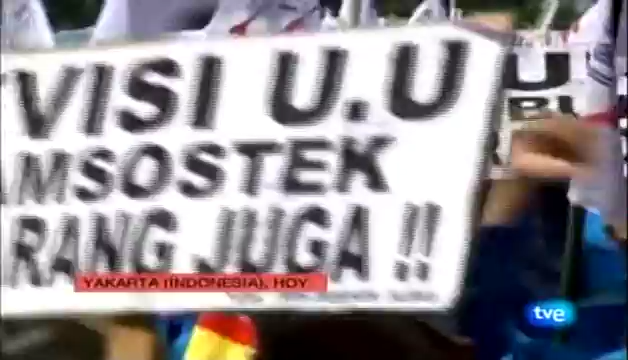 VISI U.U
AMSOSTEK
RANG JUGA !!
YAKARTA (INDONESIA), HOY
U
tve